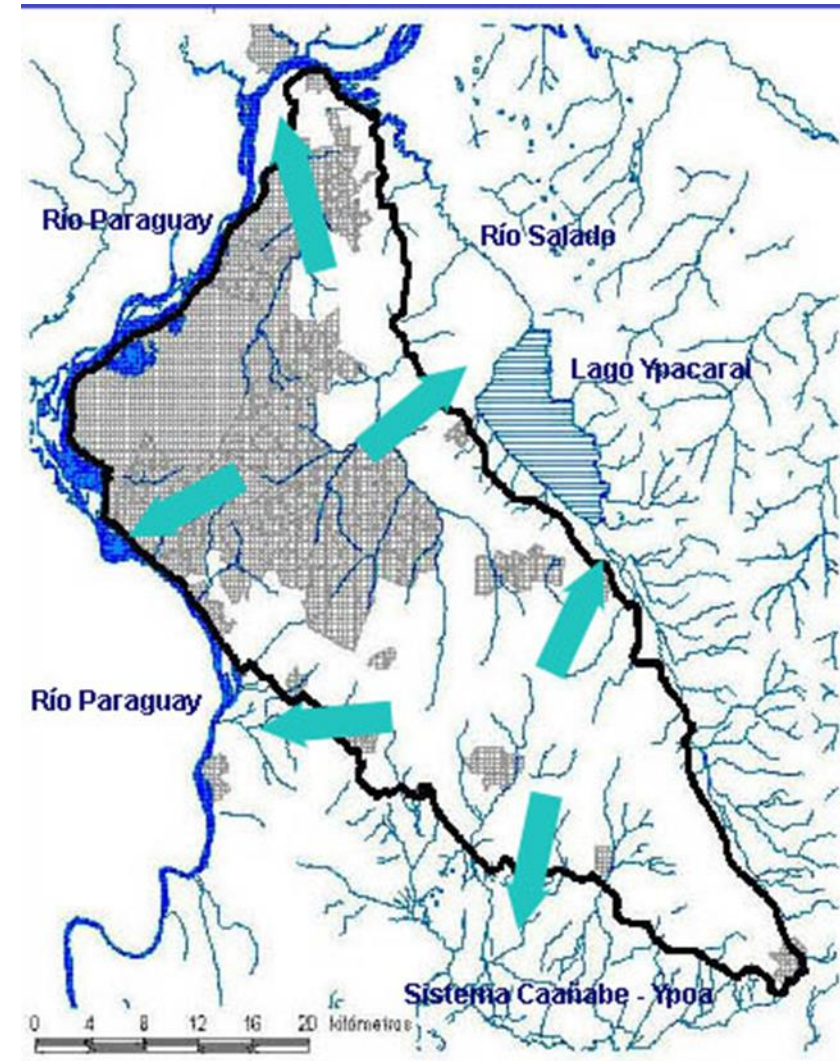 Río Paraguay
Río Salado
Lago Ypacaraí
Río Paraguay
Sistema Caañabe - Ypoa
0 4 8 12 16 20 kilómetros